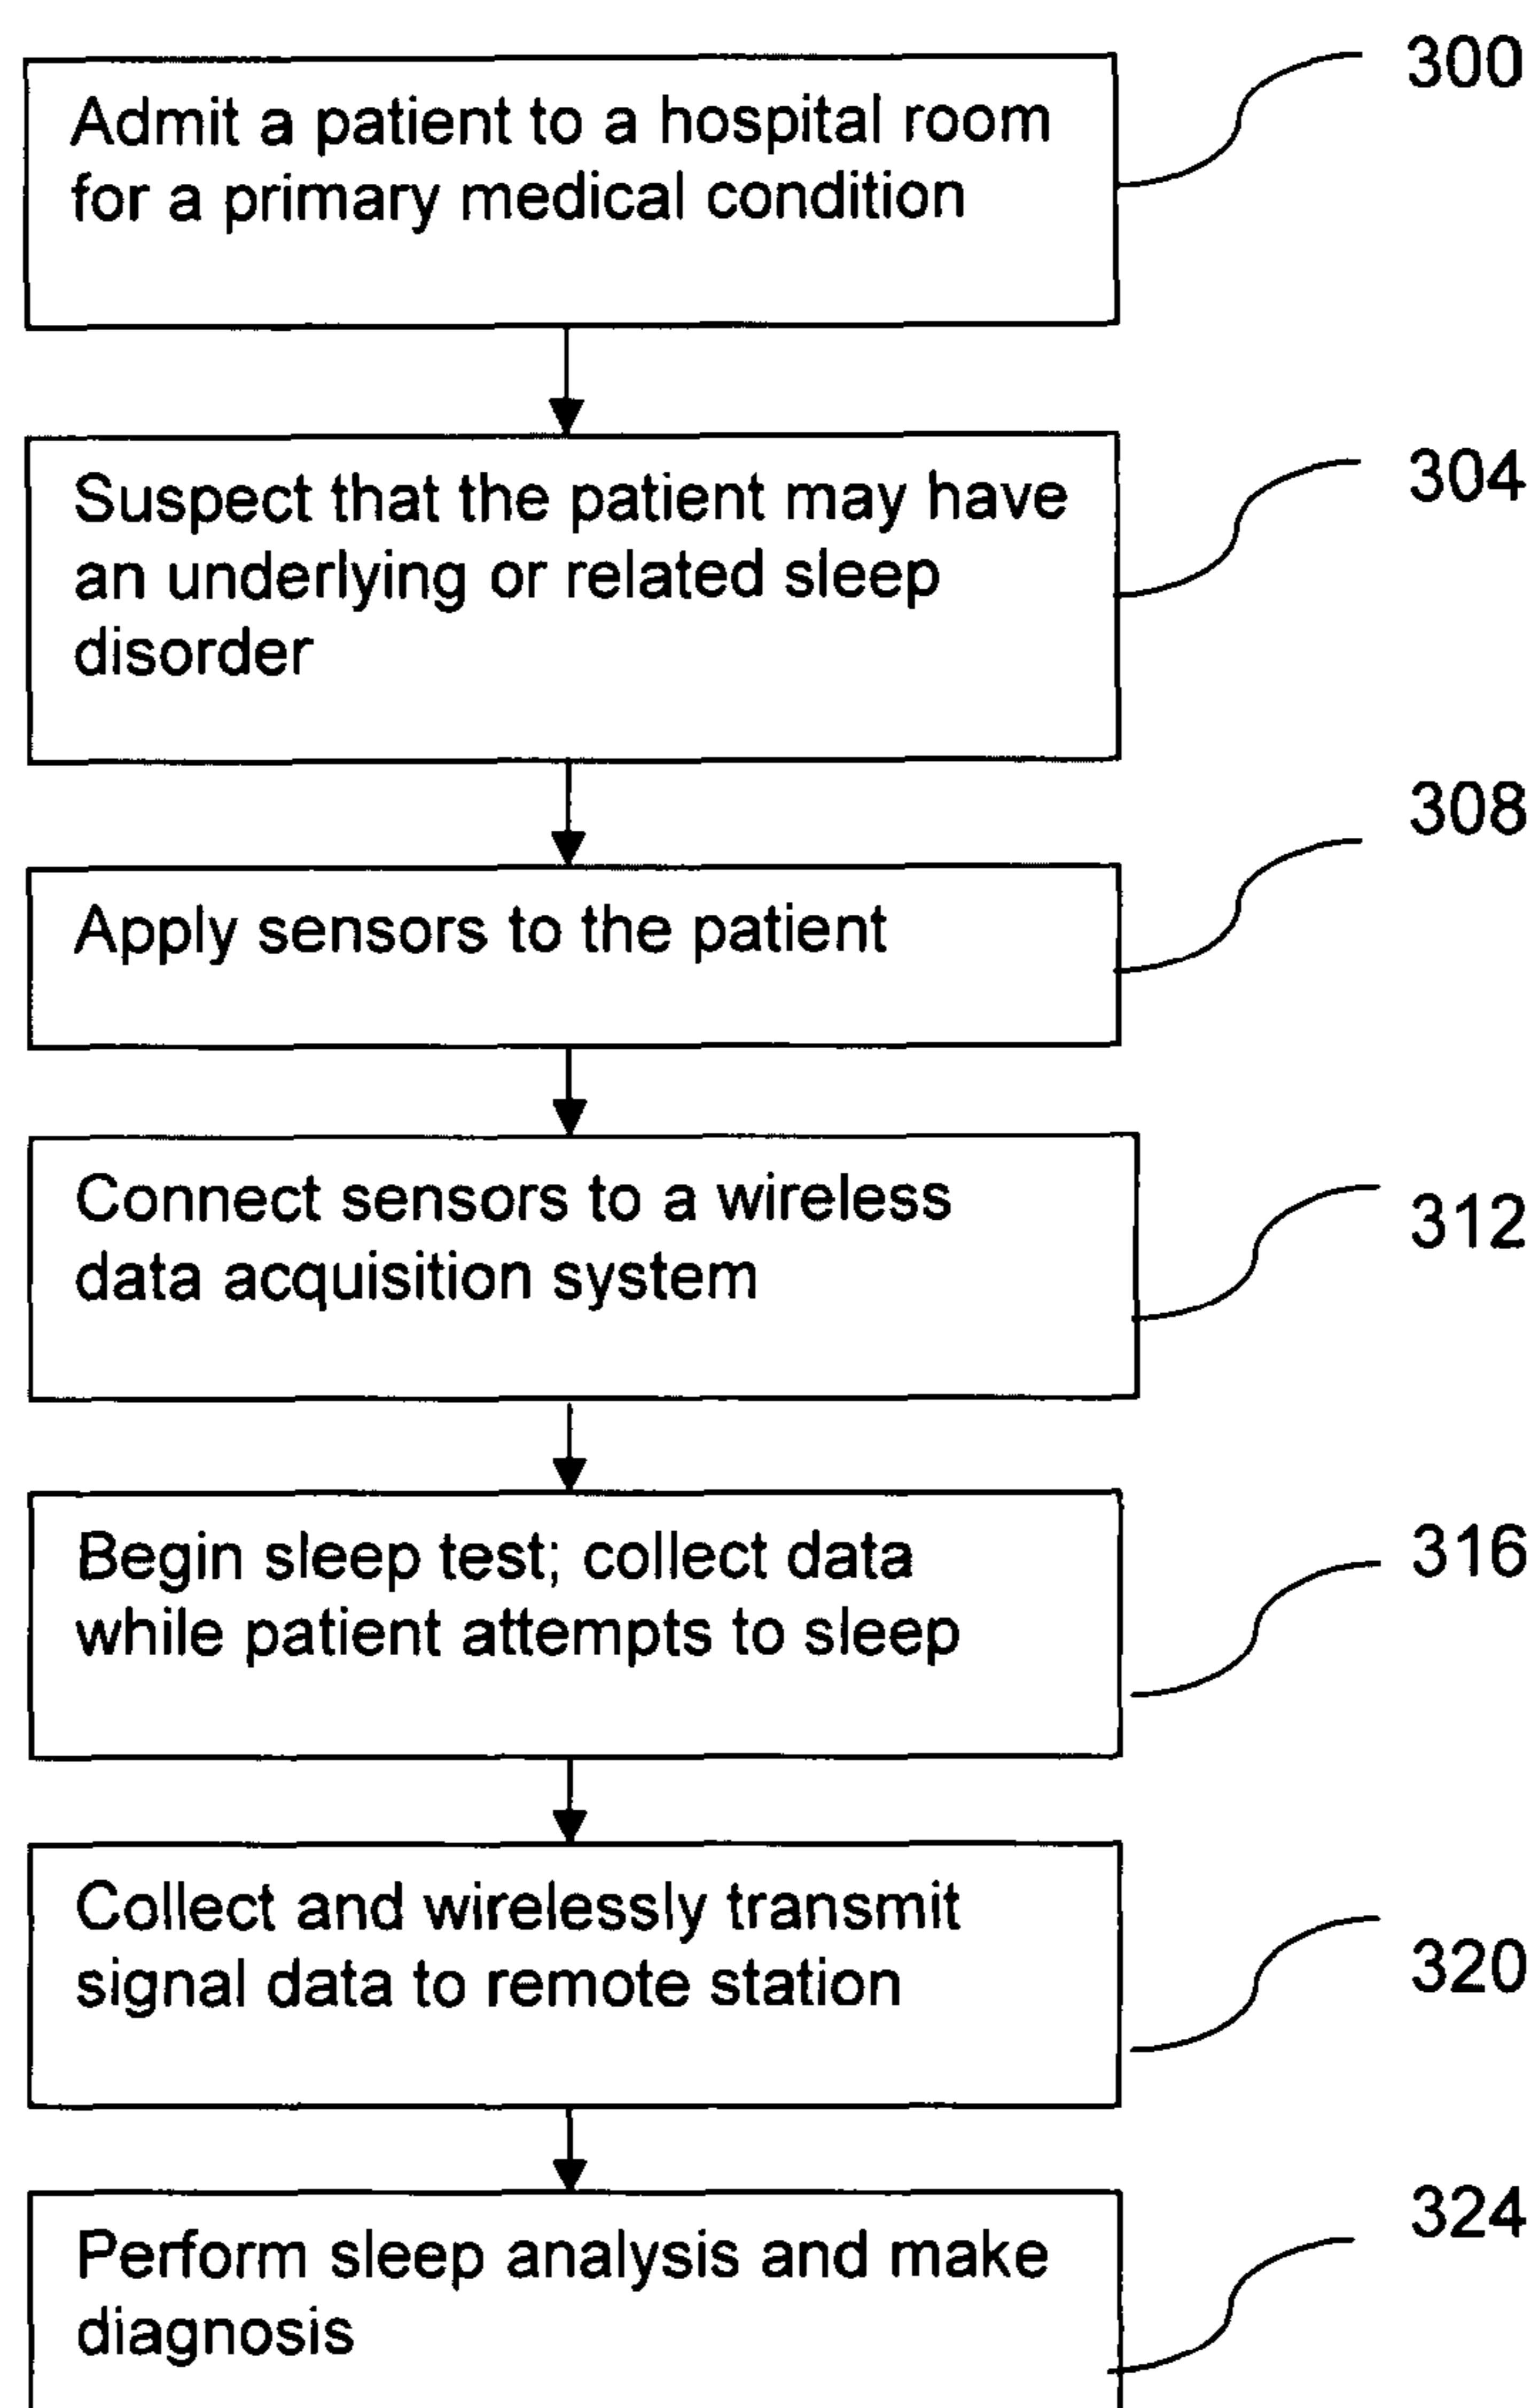 Admit a patient to a hospital room
for a primary medical condition
300
Suspect that the patient may have
an underlying or related sleep
disorder
304
Apply sensors to the patient
308
Connect sensors to a wireless
data acquisition system
312
Begin sleep test; collect data
while patient attempts to sleep
316
Collect and wirelessly transmit
signal data to remote station
320
Perform sleep analysis and make
diagnosis
324